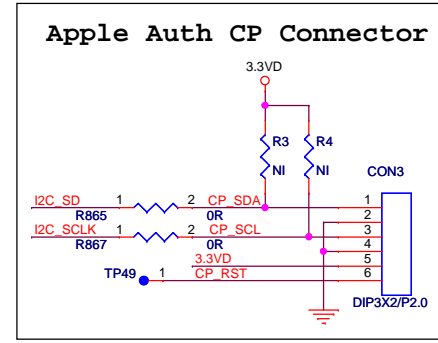 Apple Auth CP Connector
3.3VD
R3 R4
NI NI
CON3
I2C_SD 1 2 CP_SDA 1
R865 0R 2
I2C_SCLK 1 2 CP_SCL 3
R867 0R 4
3.3VD 5
TP49 1 CP_RST 6
DIP3X2/P2.0